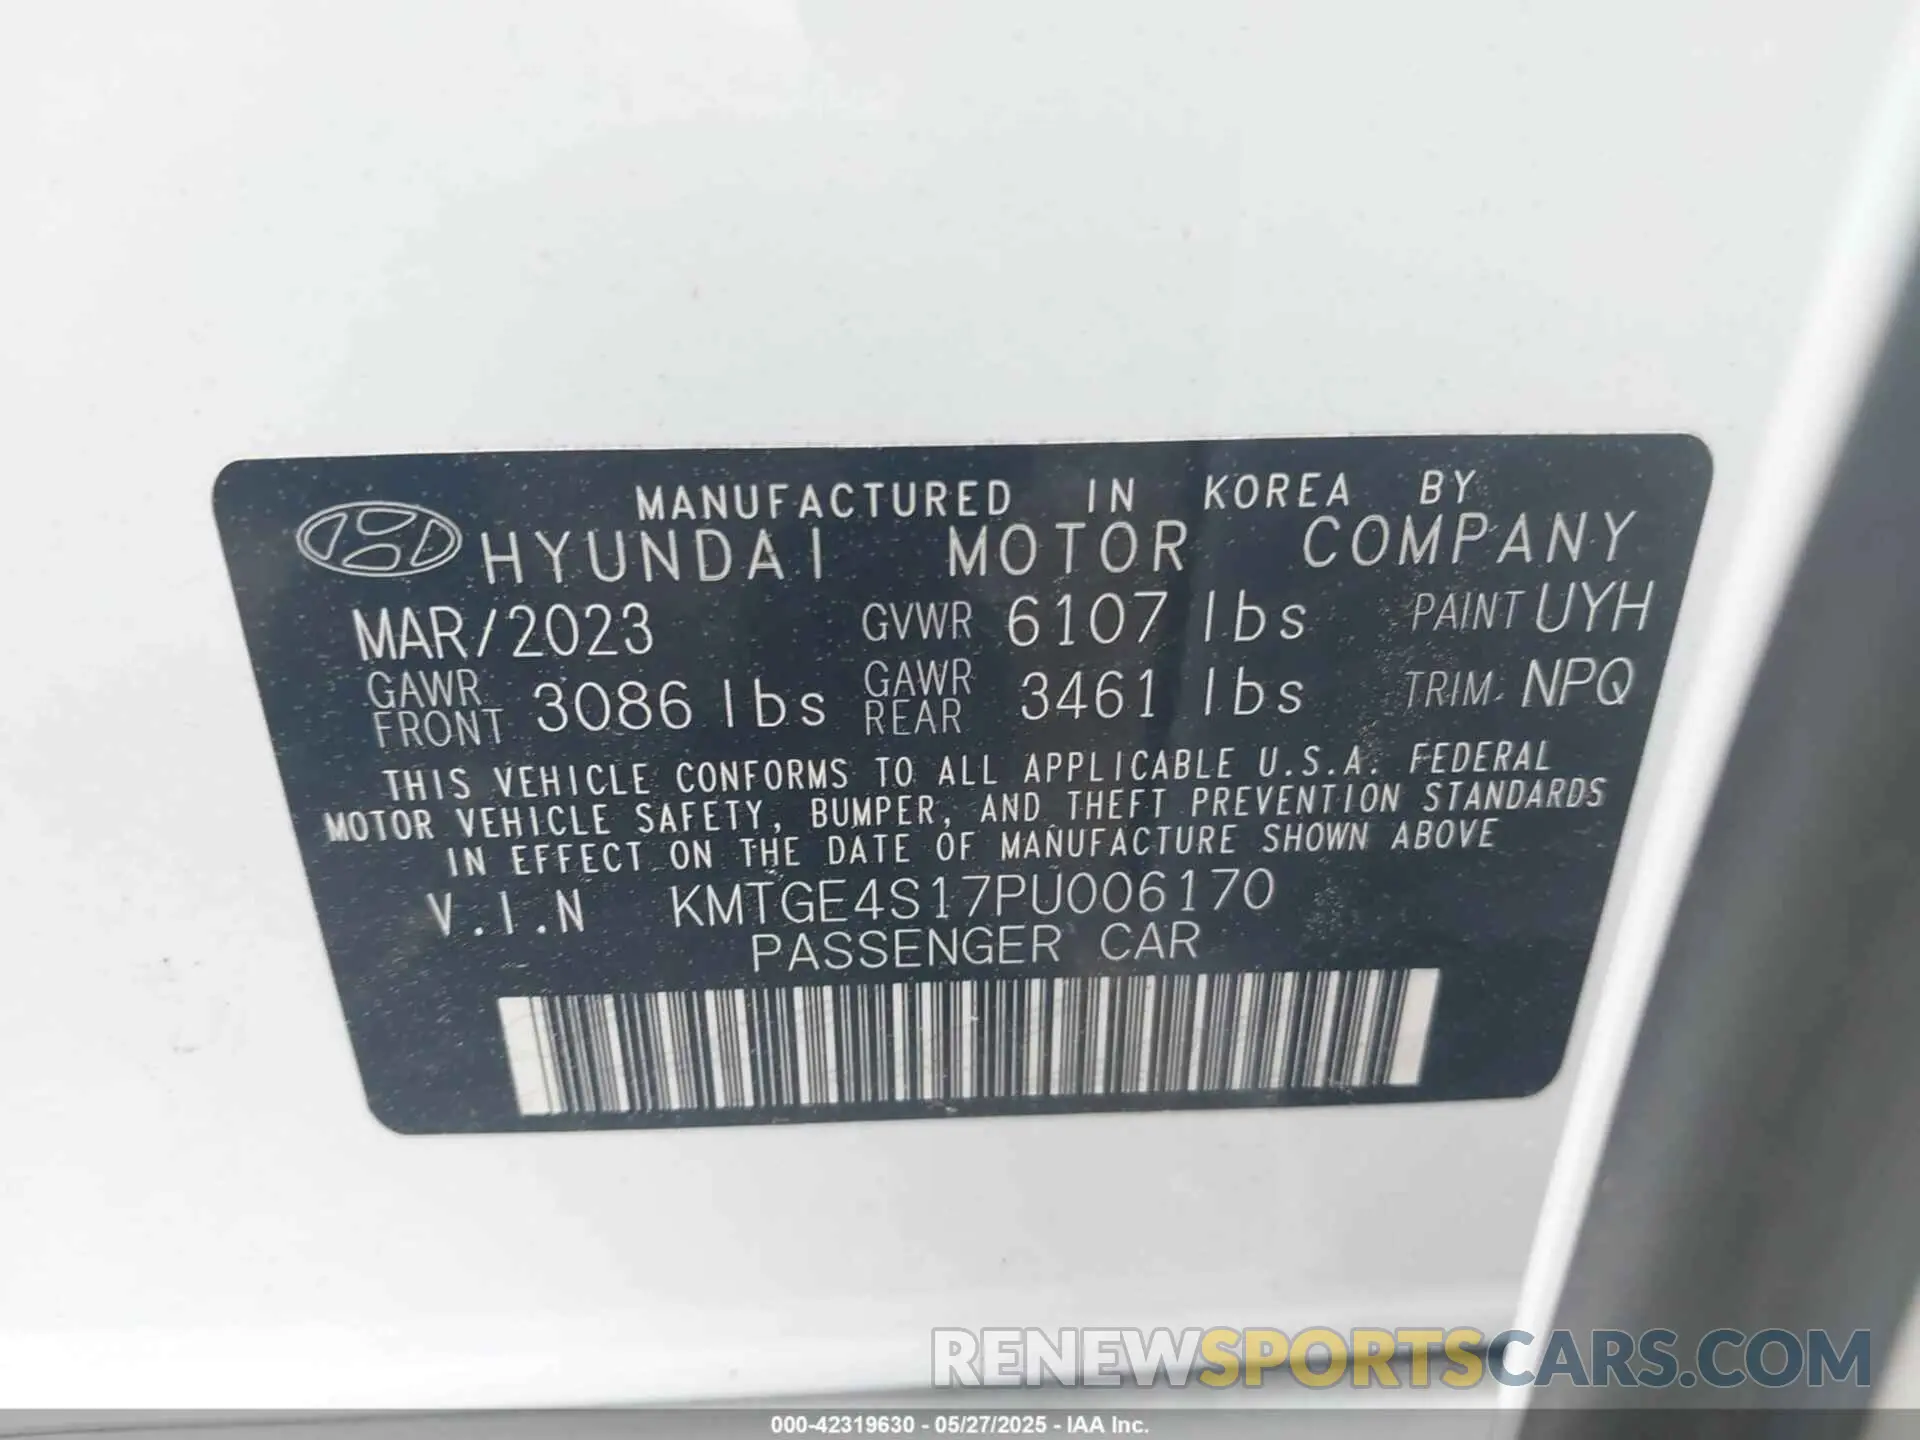 MANUFACTURED IN KOREA BY
HYUNDAI MOTOR COMPANY
MAR/2023 GVWR 6107 lbs PAINT UYH
GAWR FRONT 3086 lbs GAWR REAR 3461 lbs TRIM NPQ
THIS VEHICLE CONFORMS TO ALL APPLICABLE U.S.A. FEDERAL
MOTOR VEHICLE SAFETY, BUMPER, AND THEFT PREVENTION STANDARDS
IN EFFECT ON THE DATE OF MANUFACTURE SHOWN ABOVE
V.I.N KMTGE4S17PU006170
PASSENGER CAR
RENEWSPORTSCARS.COM
000-42319630 - 05/27/2025 - IAA Inc.